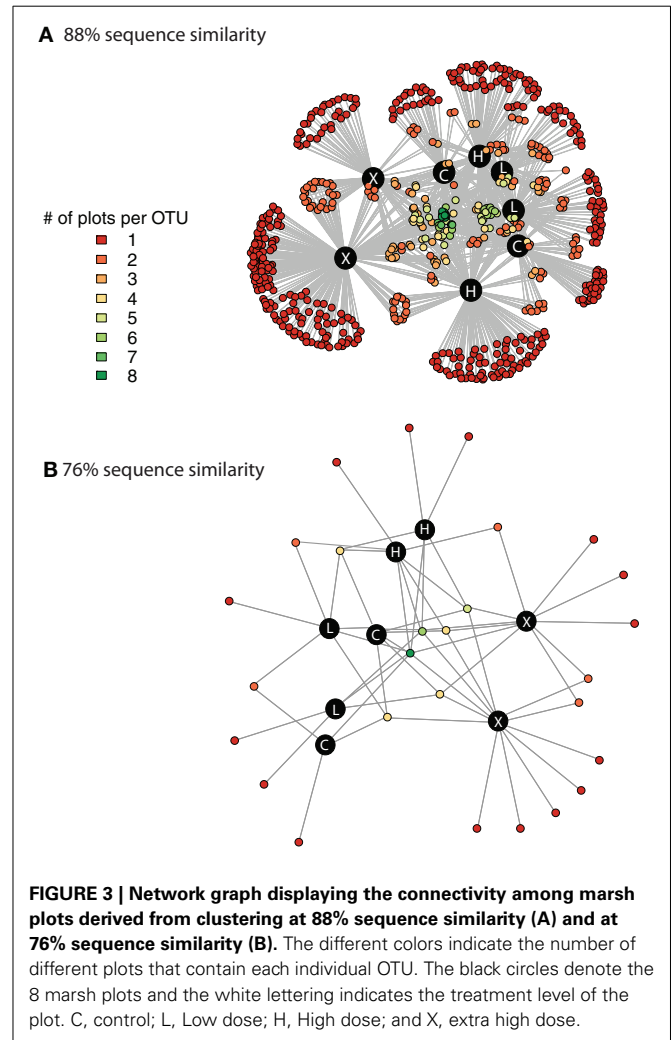 A 88% sequence similarity
H
C
L
X
L
C
X
H
# of plots per OTU
1
2
3
4
5
6
7
8
B 76% sequence similarity
H
H
L
C
X
L
X
C
FIGURE 3 | Network graph displaying the connectivity among marsh
plots derived from clustering at 88% sequence similarity (A) and at
76% sequence similarity (B). The different colors indicate the number of
different plots that contain each individual OTU. The black circles denote the
8 marsh plots and the white lettering indicates the treatment level of the
plot. C, control; L, Low dose; H, High dose; and X, extra high dose.